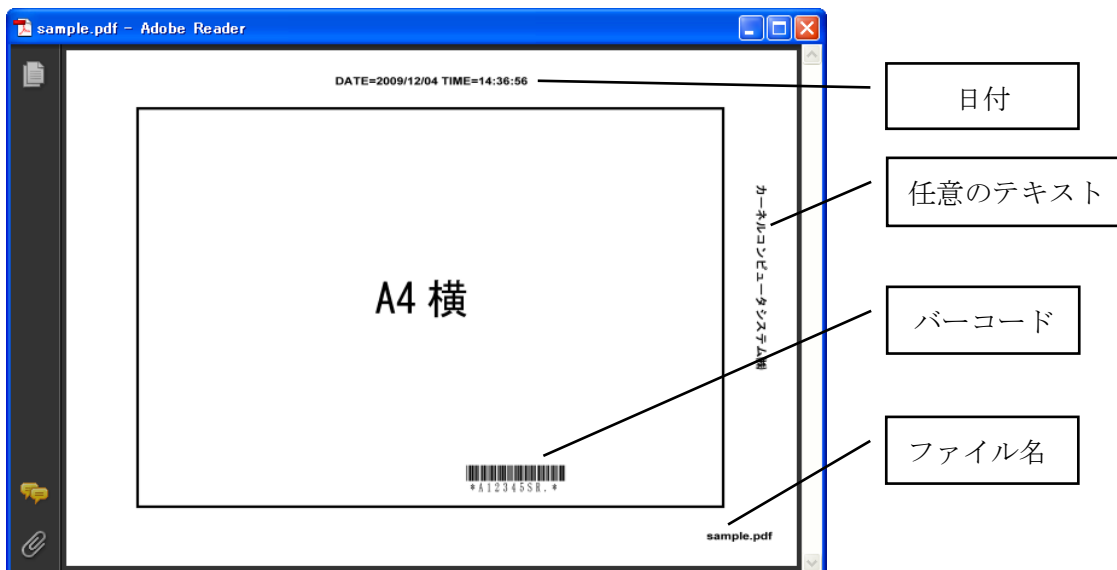 sample.pdf - Adobe Reader
DATE=2009/12/04 TIME=14:36:56
日付
任意のテキスト
カーネルコンピュータシステム㈱
A4 横
バーコード
*A12345SR.*
ファイル名
sample.pdf